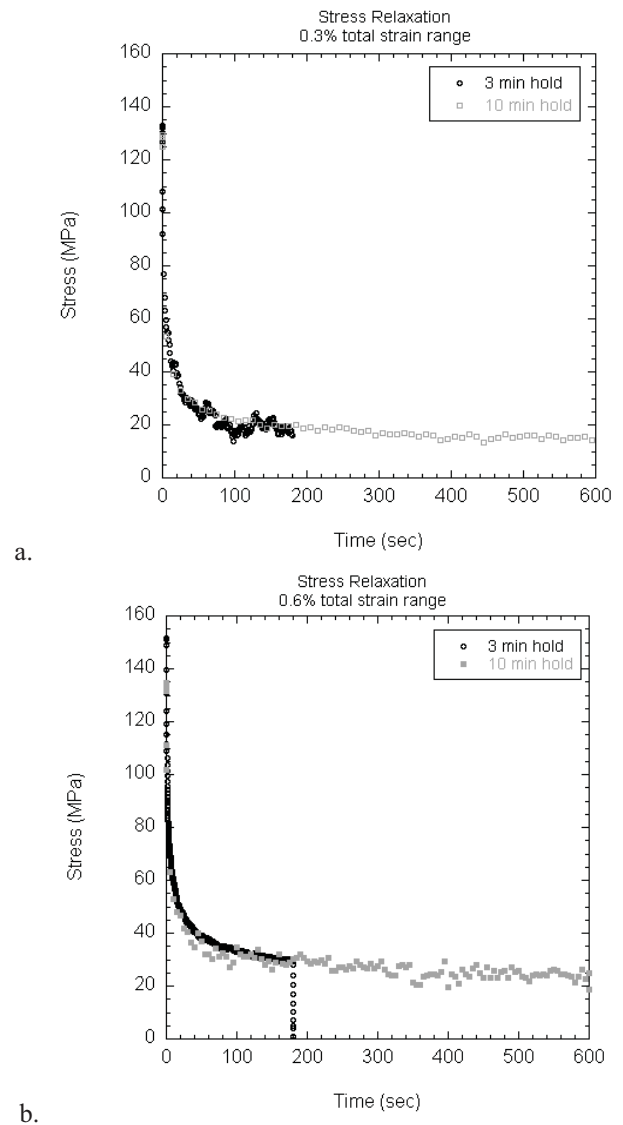 Stress Relaxation
0.3% total strain range
160
140
120
100
80
60
40
20
0
Stress (MPa)
3 min hold
10 min hold
0 100 200 300 400 500 600
Time (sec)
a.
Stress Relaxation
0.6% total strain range
160
140
120
100
80
60
40
20
0
Stress (MPa)
3 min hold
10 min hold
0 100 200 300 400 500 600
Time (sec)
b.